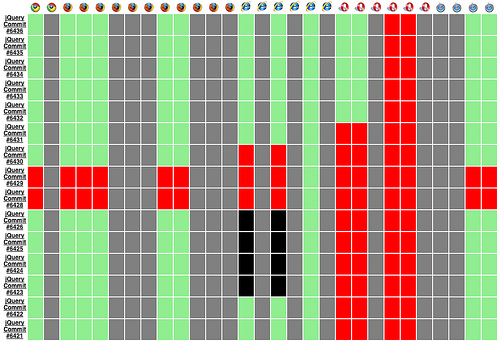 jQuery
Commit
#6436
jQuery
Commit
#6435
jQuery
Commit
#6434
jQuery
Commit
#6433
jQuery
Commit
#6432
jQuery
Commit
#6431
jQuery
Commit
#6430
jQuery
Commit
#6429
jQuery
Commit
#6428
jQuery
Commit
#6426
jQuery
Commit
#6425
jQuery
Commit
#6424
jQuery
Commit
#6423
jQuery
Commit
#6422
jQuery
Commit
#6421